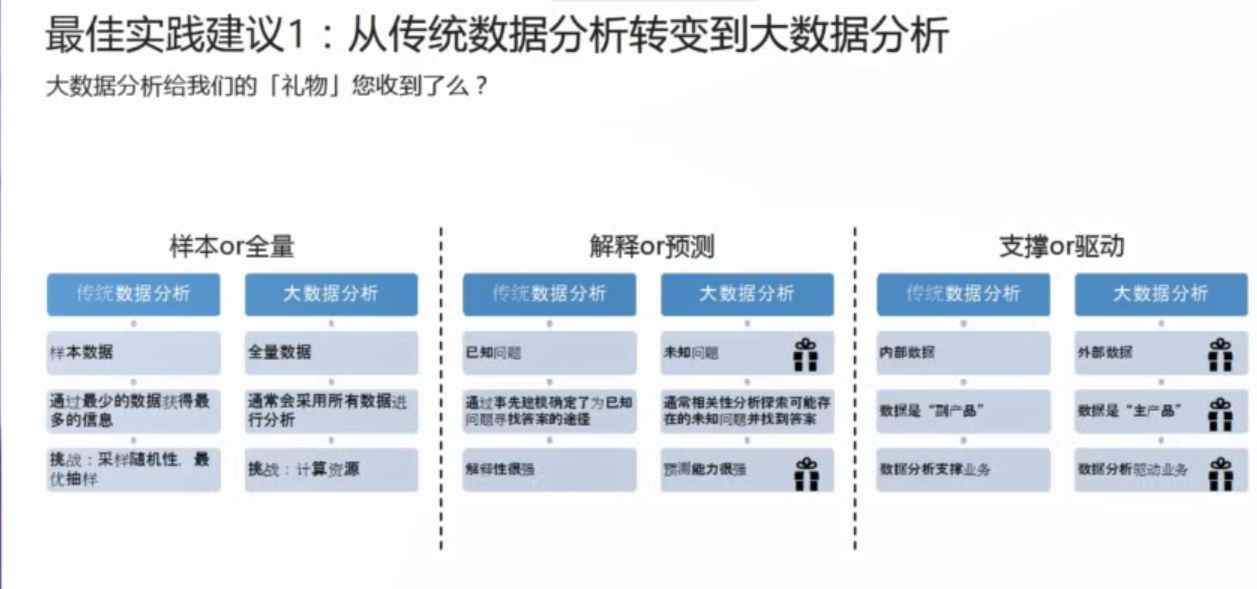 最佳实践建议1：从传统数据分析转变到大数据分析
大数据分析给我们的「礼物」您收到了么？
样本or全量
传统数据分析
大数据分析
样本数据
全量数据
通过最少的数据获得最
多的信息
通常会采用所有数据进
行分析
挑战：采样随机性，最
优抽样
挑战：计算资源
解释or预测
传统数据分析
大数据分析
已知问题
未知问题
通过事先建模确定了为已知
问题寻找答案的途径
通常相关性分析探索可能存
在的未知问题并找到答案
解释性很强
预测能力很强
支撑or驱动
传统数据分析
大数据分析
内部数据
外部数据
数据是“副产品”
数据是“主产品”
数据分析支撑业务
数据分析驱动业务